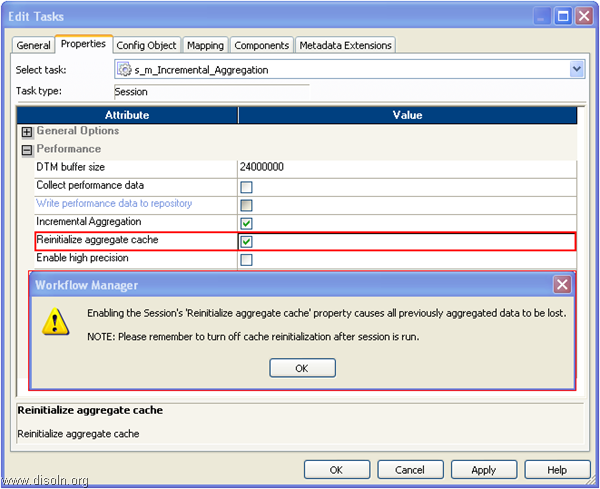 Edit Tasks
General Properties Config Object Mapping Components Metadata Extensions
Select task: s_m_Incremental_Aggregation
Task type: Session
Attribute Value
General Options
Performance
DTM buffer size 24000000
Collect performance data
Write performance data to repository
Incremental Aggregation
Reinitialize aggregate cache
Enable high precision
Workflow Manager
Enabling the Session's 'Reinitialize aggregate cache' property causes all previously aggregated data to be lost.
NOTE: Please remember to turn off cache reinitialization after session is run.
OK
Reinitialize aggregate cache
Reinitialize aggregate cache
OK Cancel Apply Help
www.disoln.org